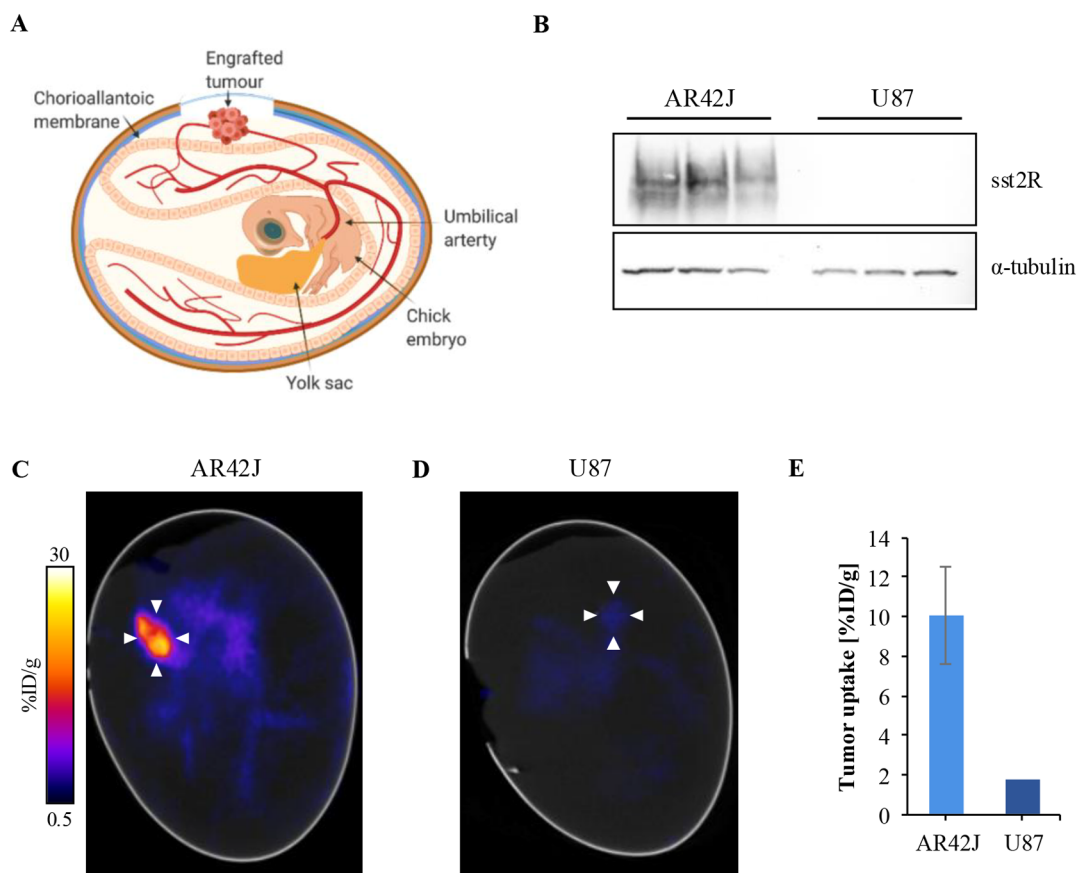 A
Engrafted
tumour
Chorioallantoic
membrane
Umbilical
arterty
Chick
embryo
Yolk sac
B
AR42J
U87
sst2R
α-tubulin
C
AR42J
30
%ID/g
0.5
D
U87
E
Tumor uptake [%ID/g]
14
12
10
8
6
4
2
0
AR42J
U87